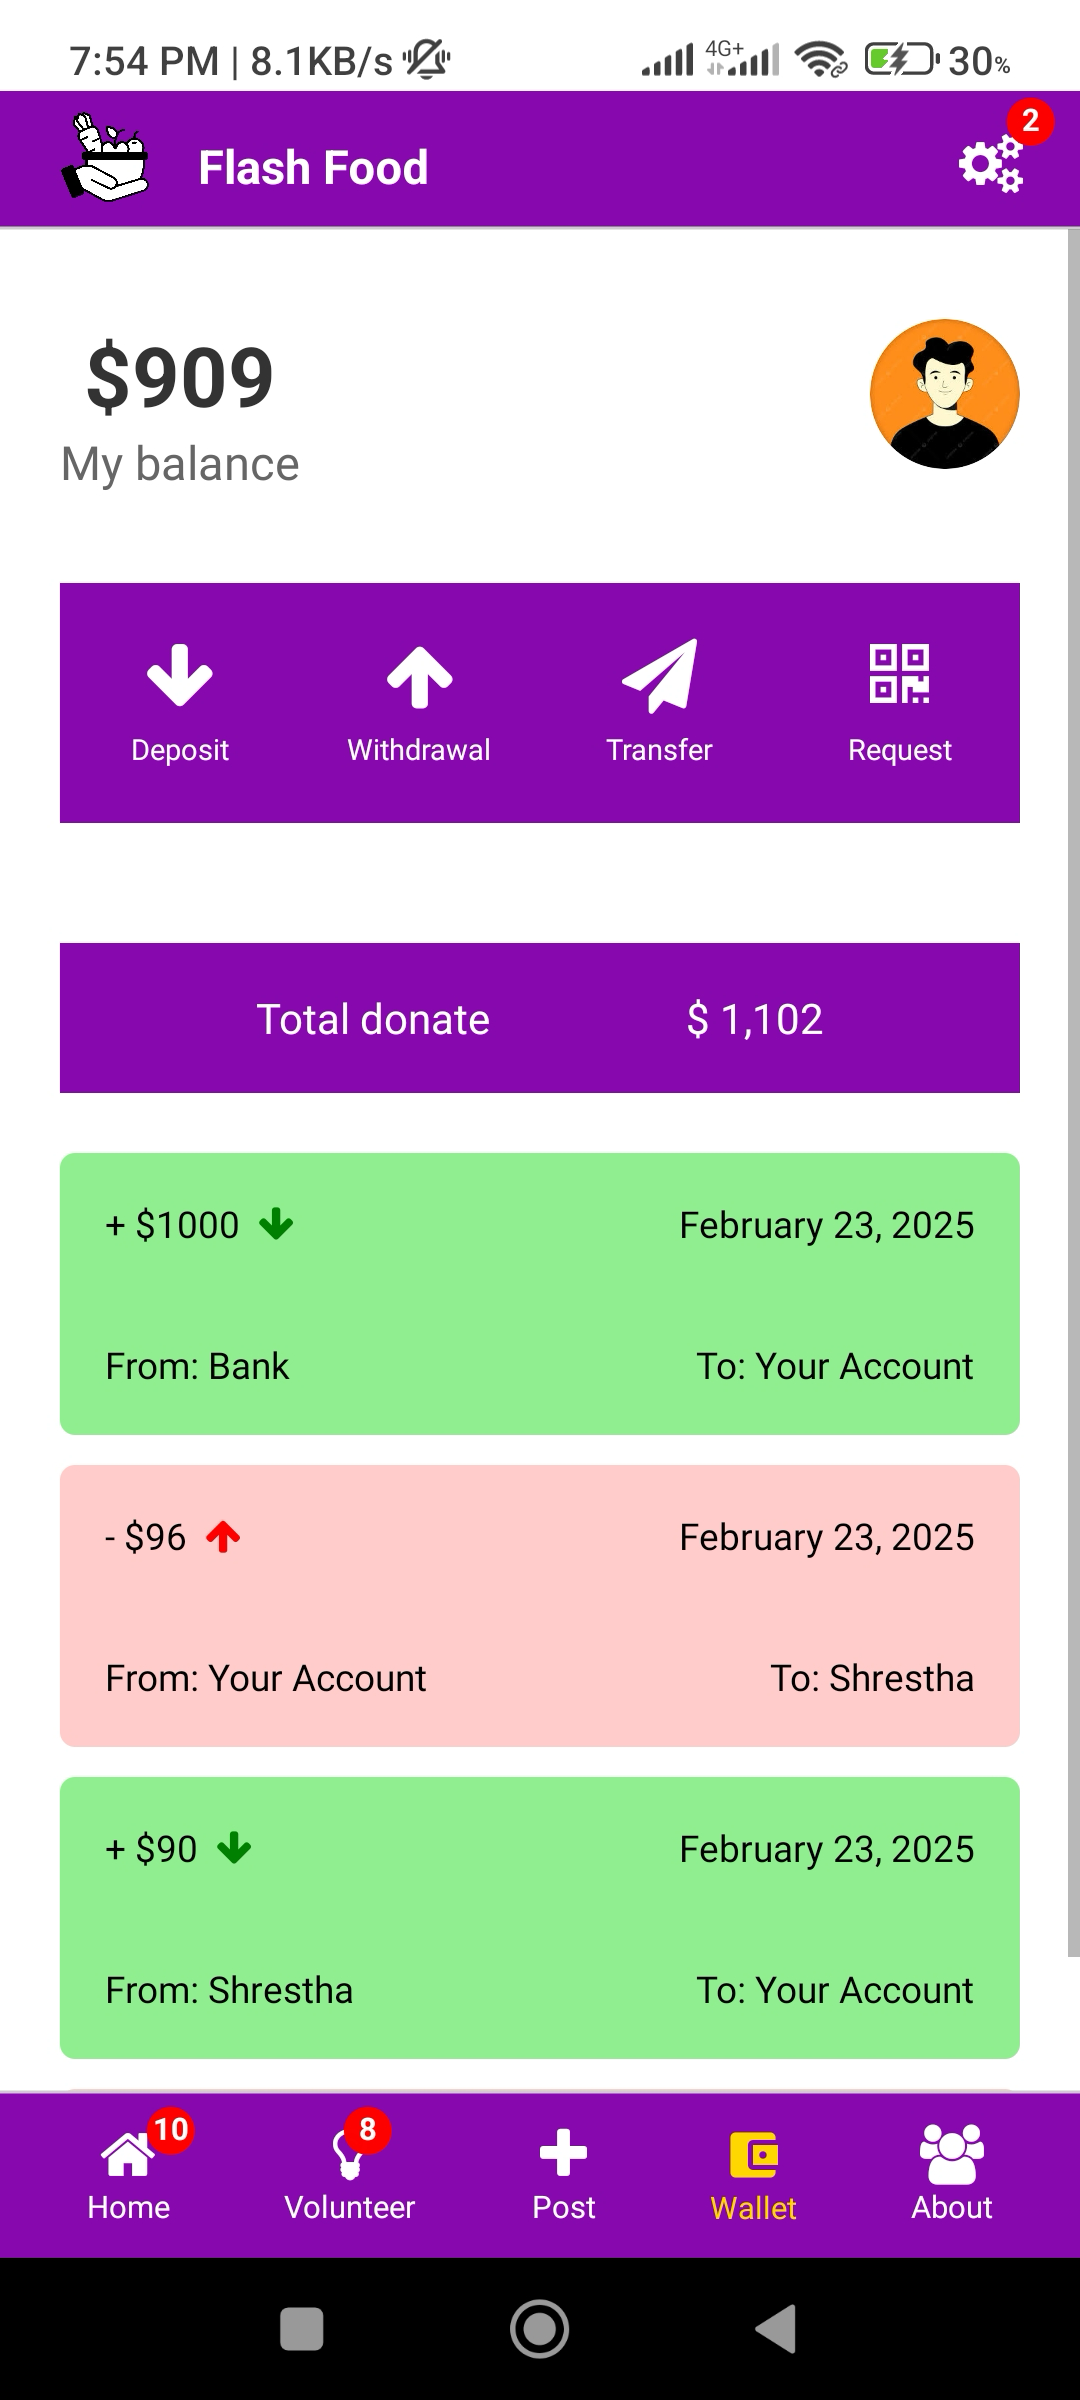 7:54 PM | 8.1KB/s 4G+ 30%
2
Flash Food
$909
My balance
Deposit Withdrawal Transfer Request
Total donate $ 1,102
+ $1000 February 23, 2025
From: Bank To: Your Account
- $96 February 23, 2025
From: Your Account To: Shrestha
+ $90 February 23, 2025
From: Shrestha To: Your Account
10 8
Home Volunteer Post Wallet About